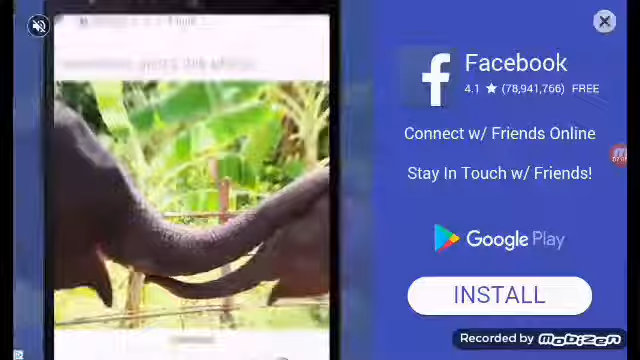 Facebook
4.1 ★ (78,941,766) FREE
Connect w/ Friends Online
Stay In Touch w/ Friends!
Google Play
INSTALL
Recorded by MOBIZEN